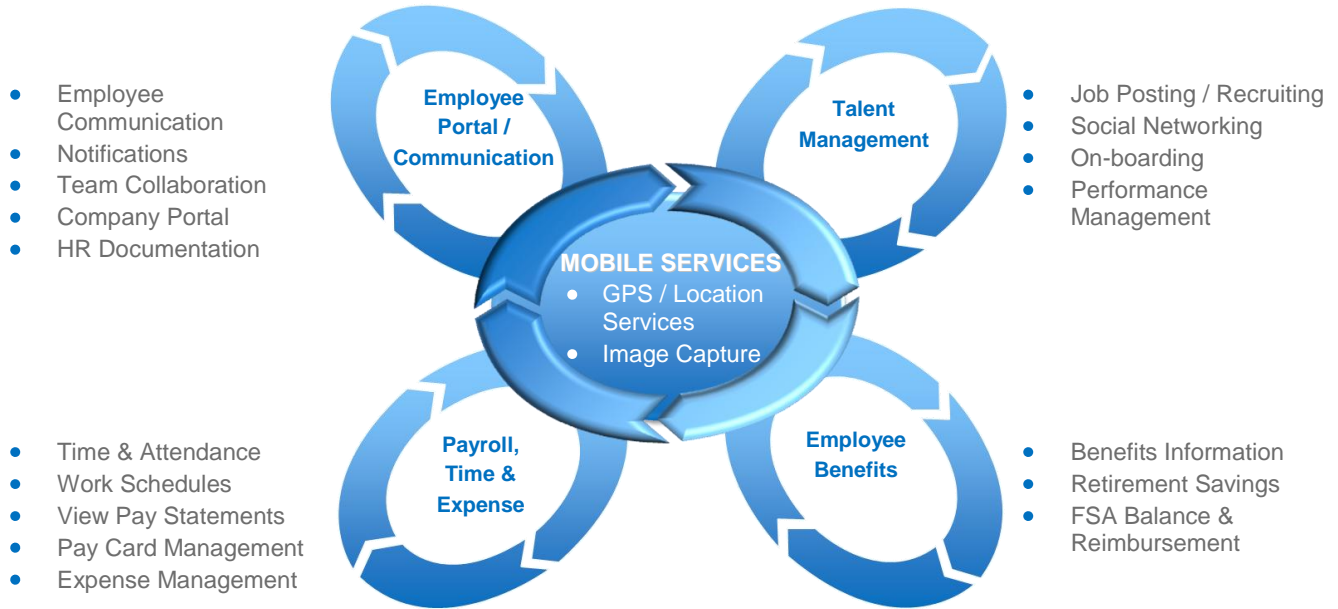 Employee
Portal /
Communication
Talent
Management
• Employee
Communication
• Notifications
• Team Collaboration
• Company Portal
• HR Documentation
• Job Posting / Recruiting
• Social Networking
• On-boarding
• Performance
Management
MOBILE SERVICES
• GPS / Location
Services
• Image Capture
Payroll,
Time &
Expense
Employee
Benefits
• Time & Attendance
• Work Schedules
• View Pay Statements
• Pay Card Management
• Expense Management
• Benefits Information
• Retirement Savings
• FSA Balance &
Reimbursement